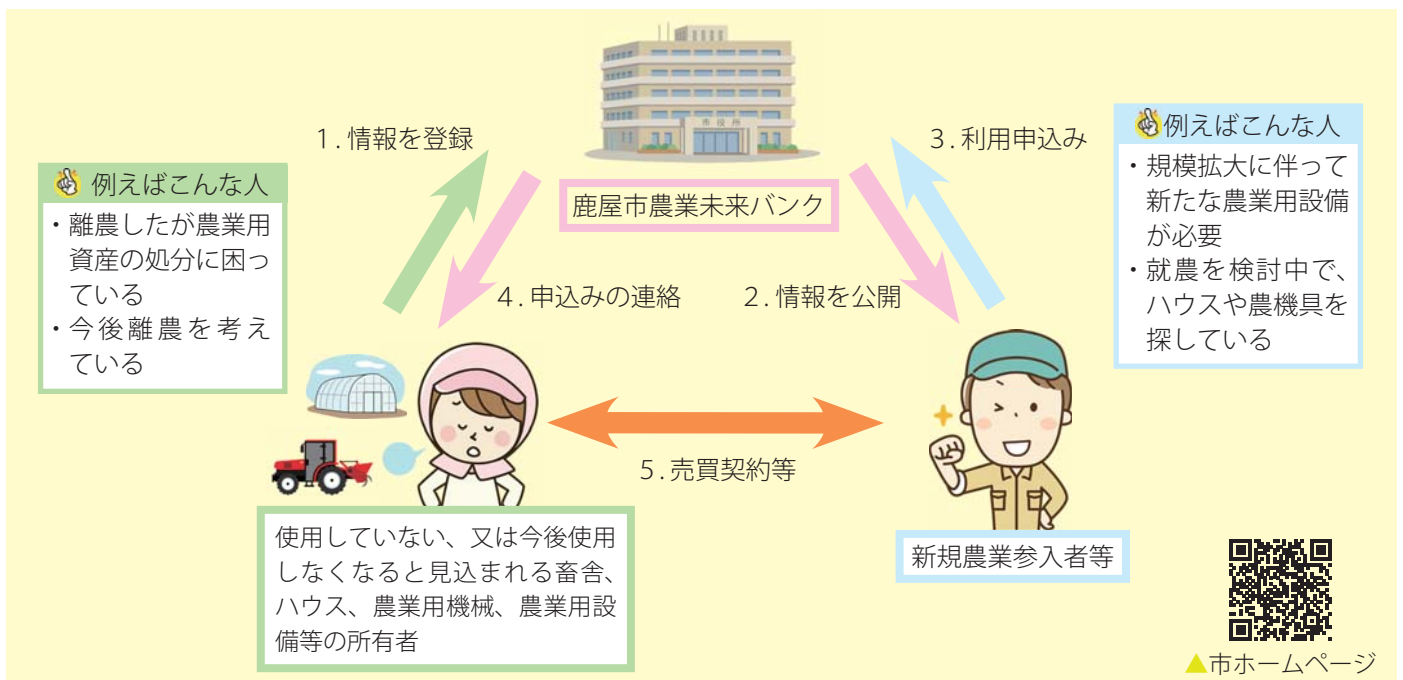 市役所
鹿屋市農業未来バンク
1.情報を登録
3.利用申込み
4.申込みの連絡
2.情報を公開
例えばこんな人
・離農したが農業用
資産の処分に困っ
ている
・今後離農を考え
ている
例えばこんな人
・規模拡大に伴って
新たな農業用設備
が必要
・就農を検討中で、
ハウスや農機具を
探している
5.売買契約等
使用していない、又は今後使用
しなくなると見込まれる畜舎、
ハウス、農業用機械、農業用設
備等の所有者
新規農業参入者等
▲市ホームページ